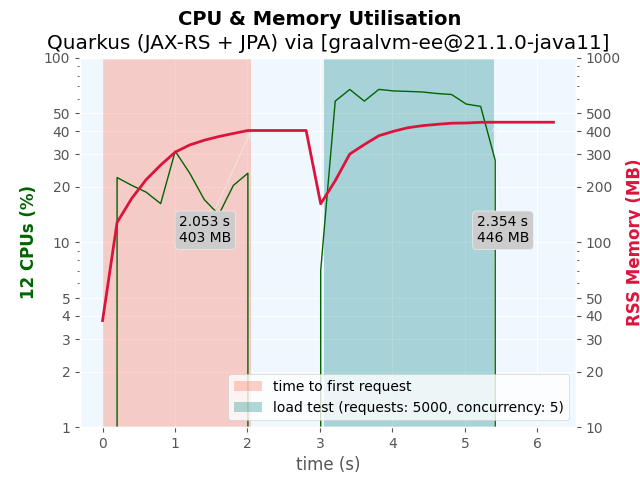 CPU & Memory Utilisation
Quarkus (JAX-RS + JPA) via [graalvm-ee@21.1.0-java11]
100
50
40
30
20
10
5
4
3
2
1
12 CPUs (%)
1000
500
400
300
200
100
50
40
30
20
10
RSS Memory (MB)
2.053 s
403 MB
2.354 s
446 MB
time to first request
load test (requests: 5000, concurrency: 5)
0 1 2 3 4 5 6
time (s)